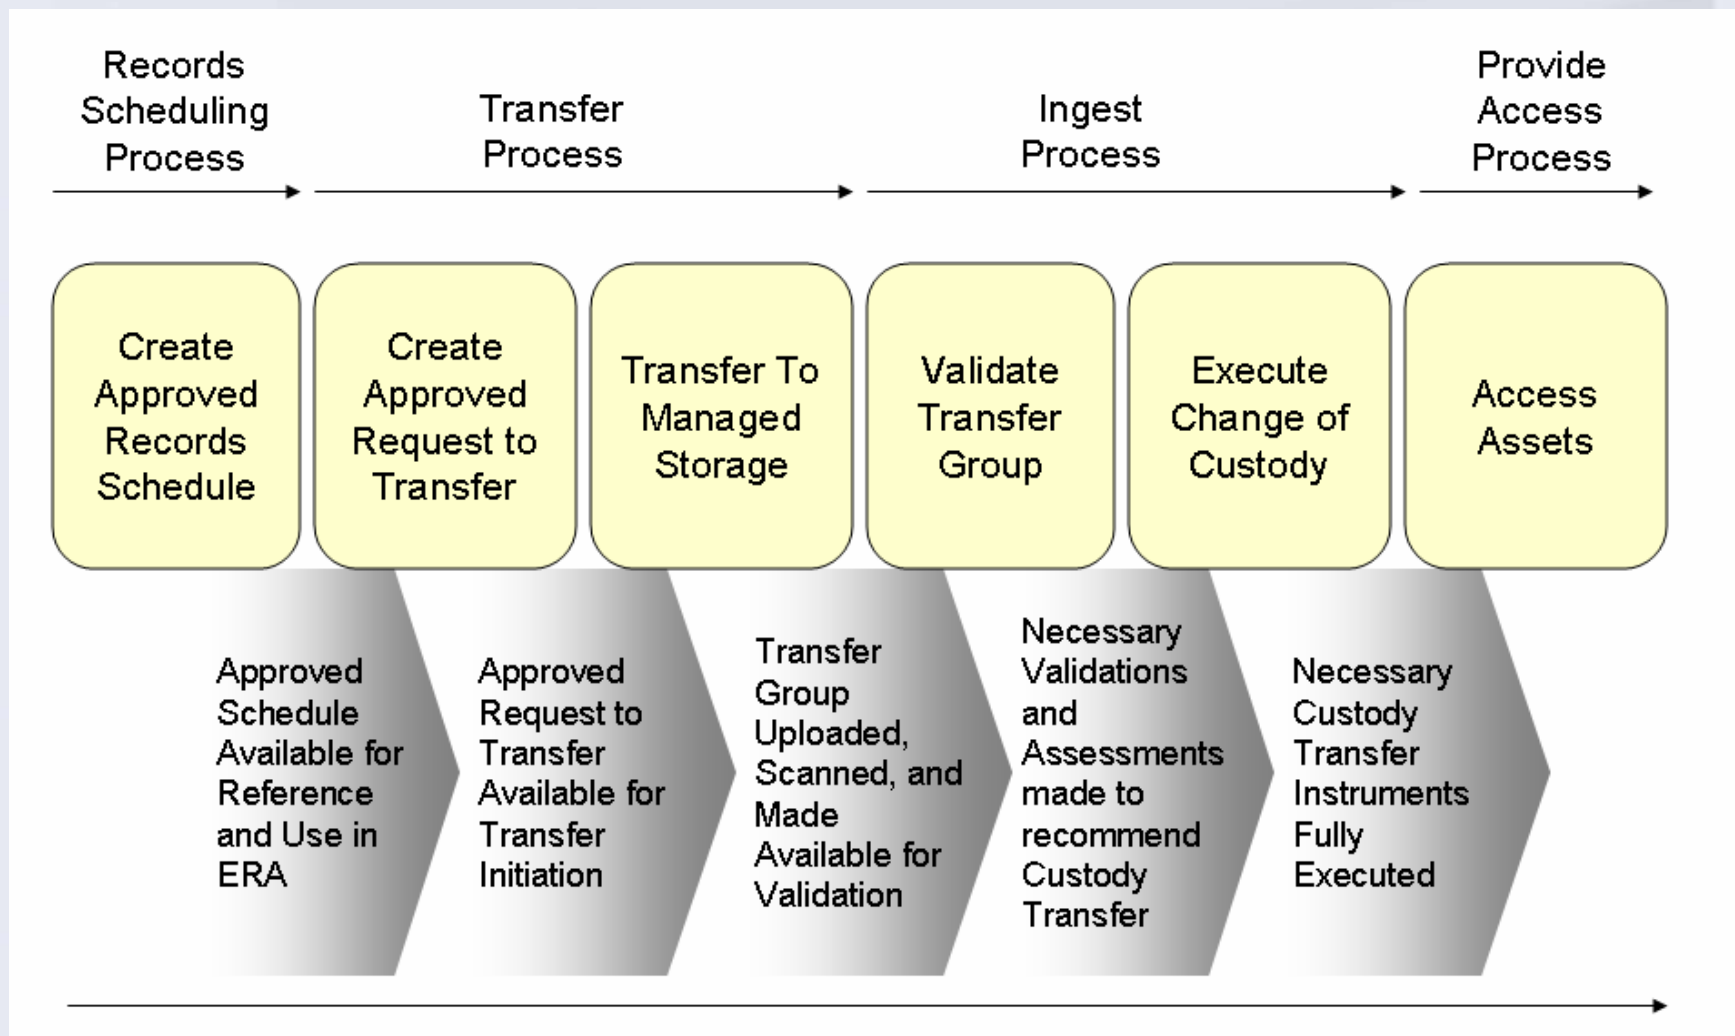 Records
Scheduling
Process
Transfer
Process
Ingest
Process
Provide
Access
Process
Create
Approved
Records
Schedule
Create
Approved
Request to
Transfer
Transfer To
Managed
Storage
Validate
Transfer
Group
Execute
Change of
Custody
Access
Assets
Approved
Schedule
Available for
Reference
and Use in
ERA
Approved
Request to
Transfer
Available for
Transfer
Initiation
Transfer
Group
Uploaded,
Scanned, and
Made
Available for
Validation
Necessary
Validations
and
Assessments
made to
recommend
Custody
Transfer
Necessary
Custody
Transfer
Instruments
Fully
Executed